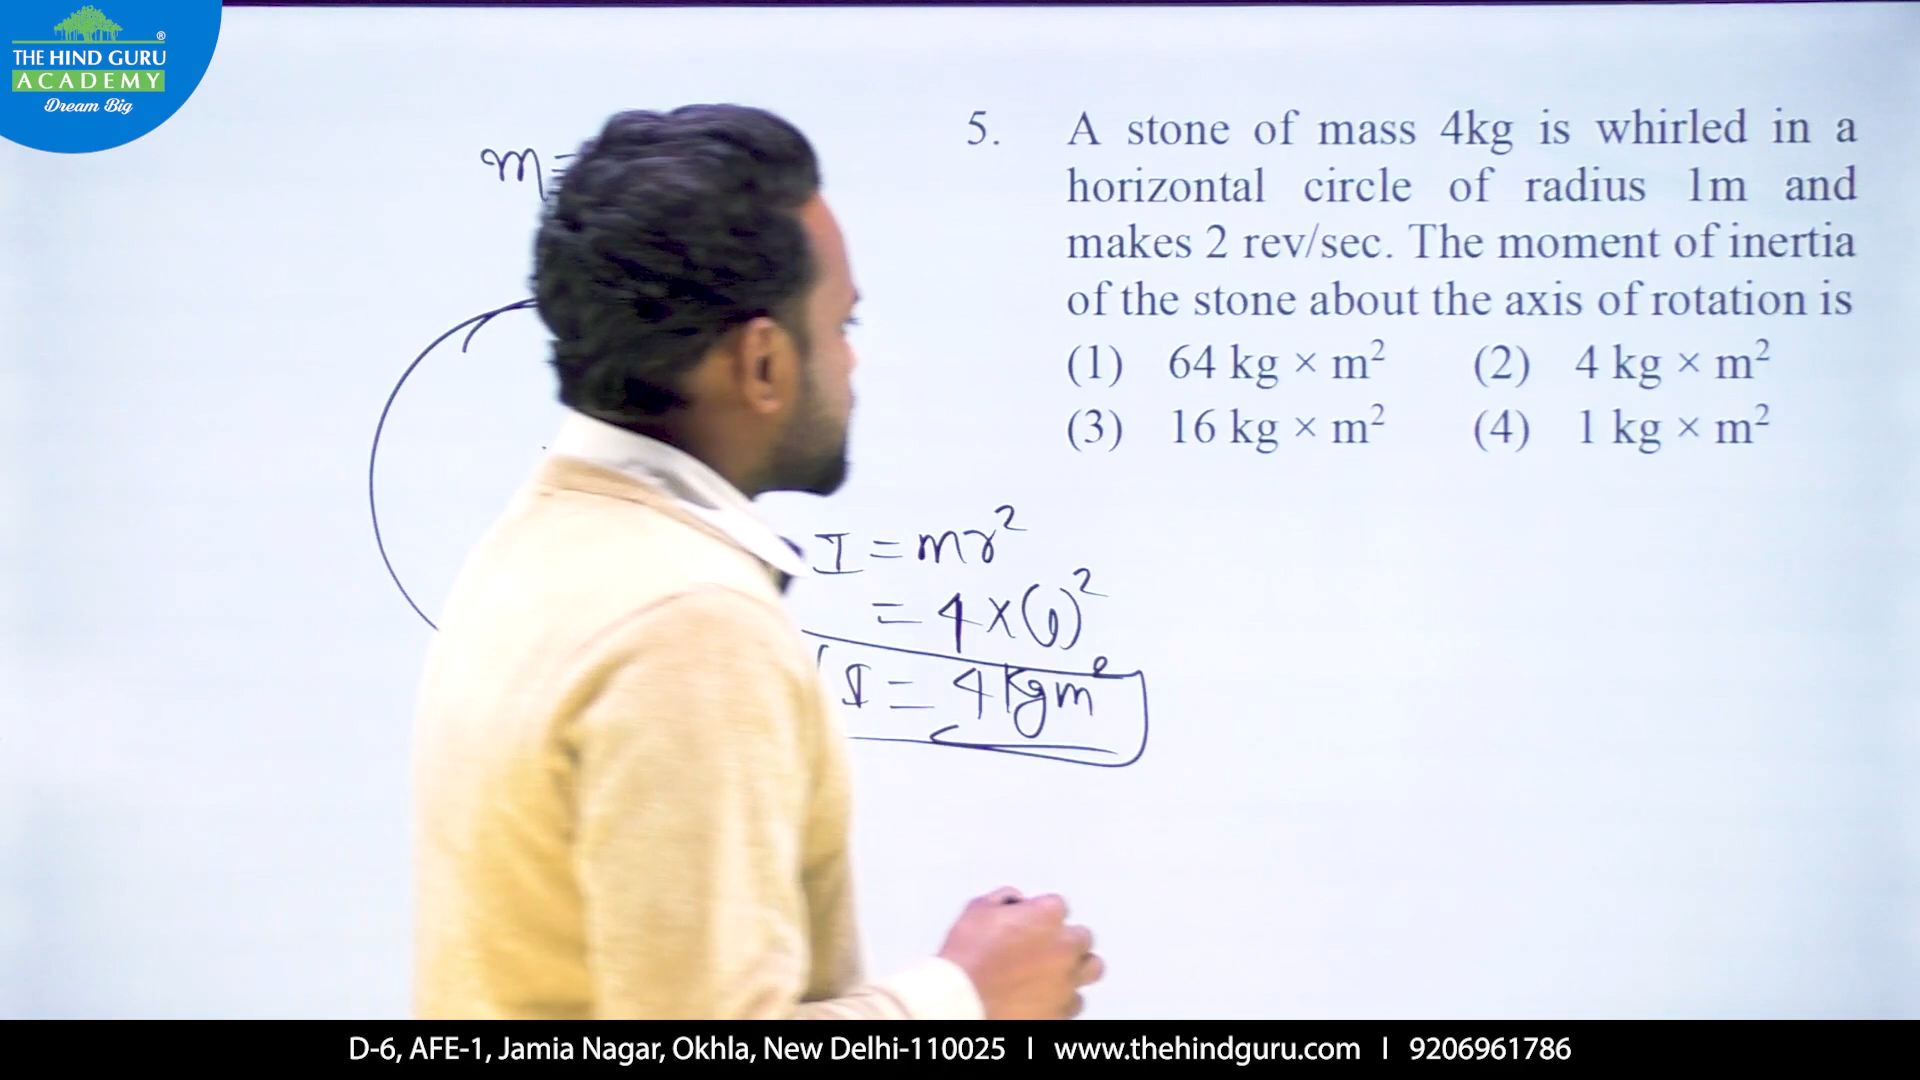 THE HIND GURU
ACADEMY
Dream Big
®
m=
5. A stone of mass 4kg is whirled in a
horizontal circle of radius 1m and
makes 2 rev/sec. The moment of inertia
of the stone about the axis of rotation is
(1) 64 kg × m² (2) 4 kg × m²
(3) 16 kg × m² (4) 1 kg × m²
I = mr²
= 4×(1)²
I = 4 Kgm²
D-6, AFE-1, Jamia Nagar, Okhla, New Delhi-110025 I www.thehindguru.com I 9206961786